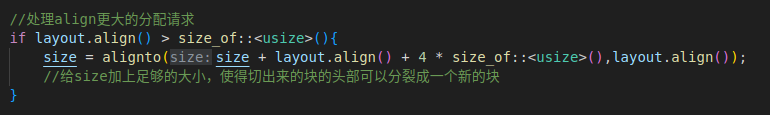 //处理align更大的分配请求
if layout.align() > size_of::<usize>(){
size = alignto(size: size + layout.align() + 4 * size_of::<usize>(),layout.align());
//给size加上足够的大小，使得切出来的块的头部可以分裂成一个新的块
}